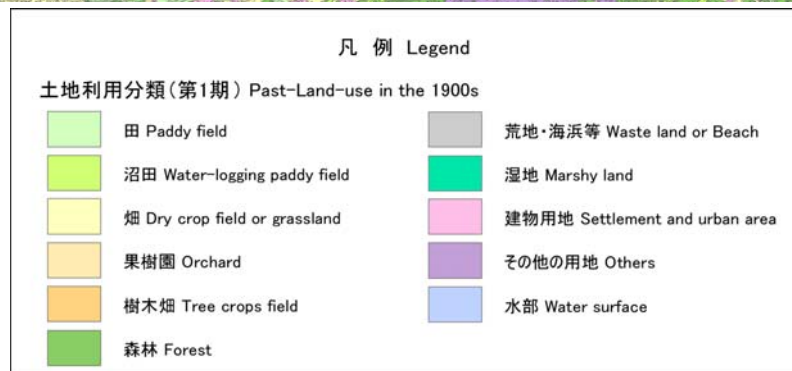 凡 例 Legend
土地利用分類(第1期) Past-Land-use in the 1900s
田 Paddy field
沼田 Water-logging paddy field
畑 Dry crop field or grassland
果樹園 Orchard
樹木畑 Tree crops field
森林 Forest
荒地・海浜等 Waste land or Beach
湿地 Marshy land
建物用地 Settlement and urban area
その他の用地 Others
水部 Water surface